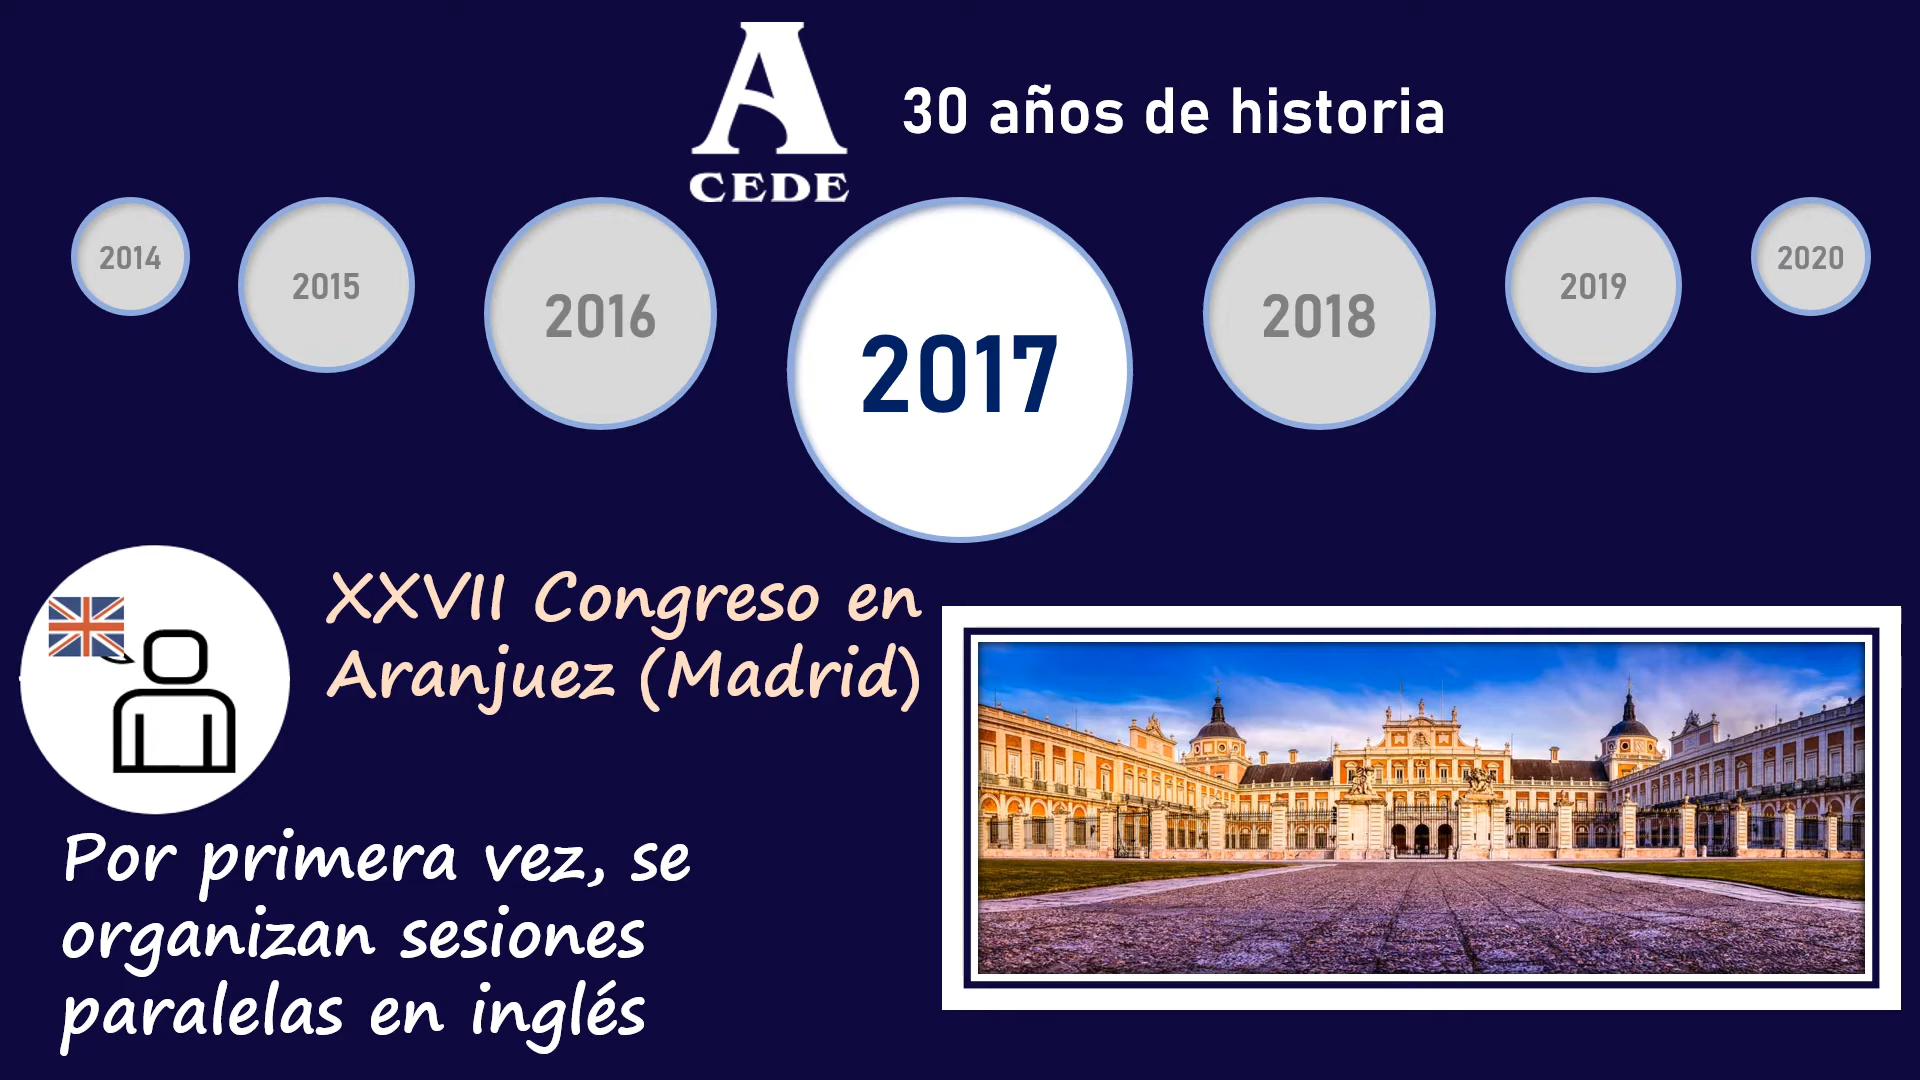 A
CEDE
30 años de historia
2014
2015
2016
2017
2018
2019
2020
XXVII Congreso en
Aranjuez (Madrid)
Por primera vez, se
organizan sesiones
paralelas en inglés